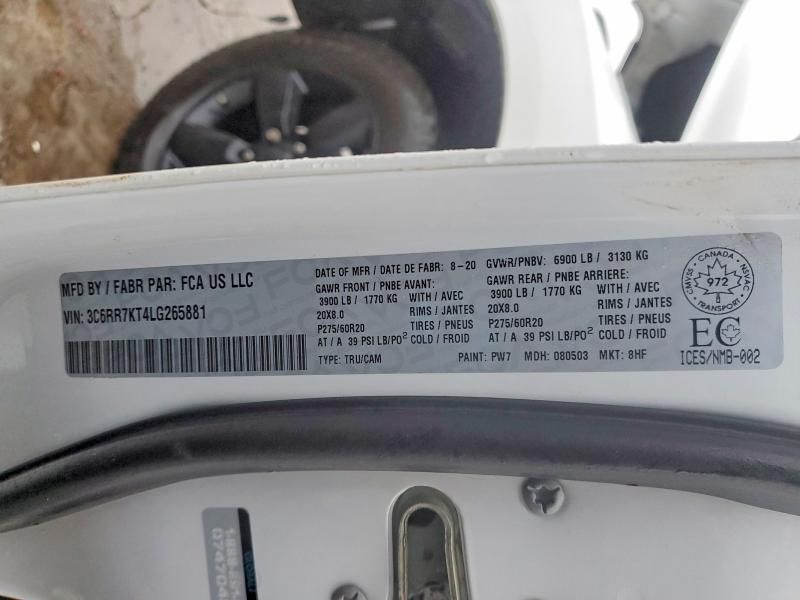 MFD BY / FABR PAR: FCA US LLC
VIN: 3C6RR7KT4LG265881
DATE OF MFR / DATE DE FABR: 8-20
GAWR FRONT / PNBE AVANT:
3900 LB / 1770 KG WITH / AVEC
20X8.0 RIMS / JANTES
P275/60R20 TIRES / PNEUS
AT / A 39 PSI LB/PO² COLD / FROID
TYPE: TRU/CAM
GVWR/PNBV: 6900 LB / 3130 KG
GAWR REAR / PNBE ARRIERE:
3900 LB / 1770 KG WITH / AVEC
20X8.0 RIMS / JANTES
P275/60R20 TIRES / PNEUS
AT / A 39 PSI LB/PO² COLD / FROID
PAINT: PW7 MDH: 080503 MKT: 8HF
CANADA
CMVSS 972 NSVAC
TRANSPORT
EC
ICES/NMB-002